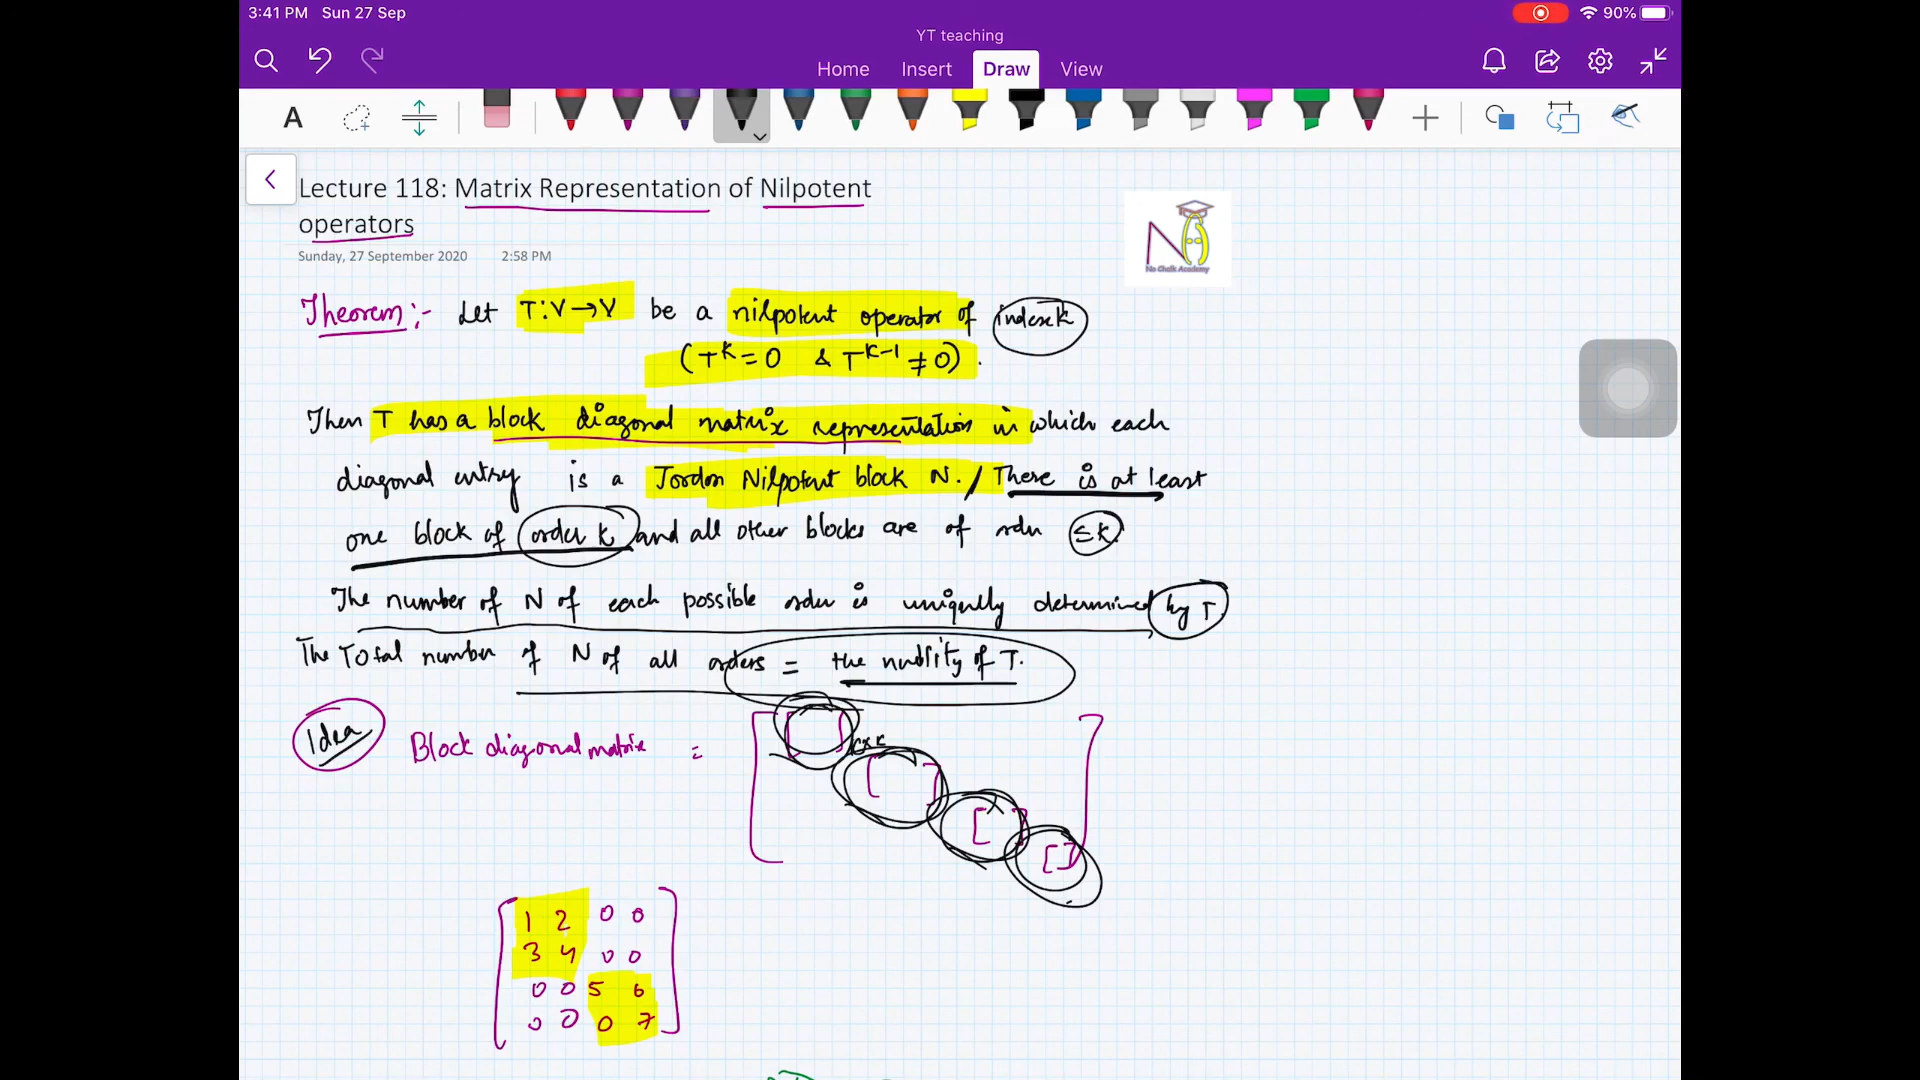 3:41 PM Sun 27 Sep
90%
YT teaching
Home Insert Draw View
A
Lecture 118: Matrix Representation of Nilpotent
operators
Sunday, 27 September 2020 2:58 PM
No Chalk Academy
Theorem:- Let T:V→V be a nilpotent operator of index k
(T^k = 0 & T^k-1 ≠ 0).
Then T has a block diagonal matrix representation in which each
diagonal entry is a Jordon Nilpotent block N. / There is at least
one block of order k and all other blocks are of order ≤k
The number of N of each possible order is uniquely determined by T
The Total number of N of all orders = the nullity of T.
Idea Block diagonal matrix =
1 2 0 0
3 4 0 0
0 0 5 6
0 0 0 7